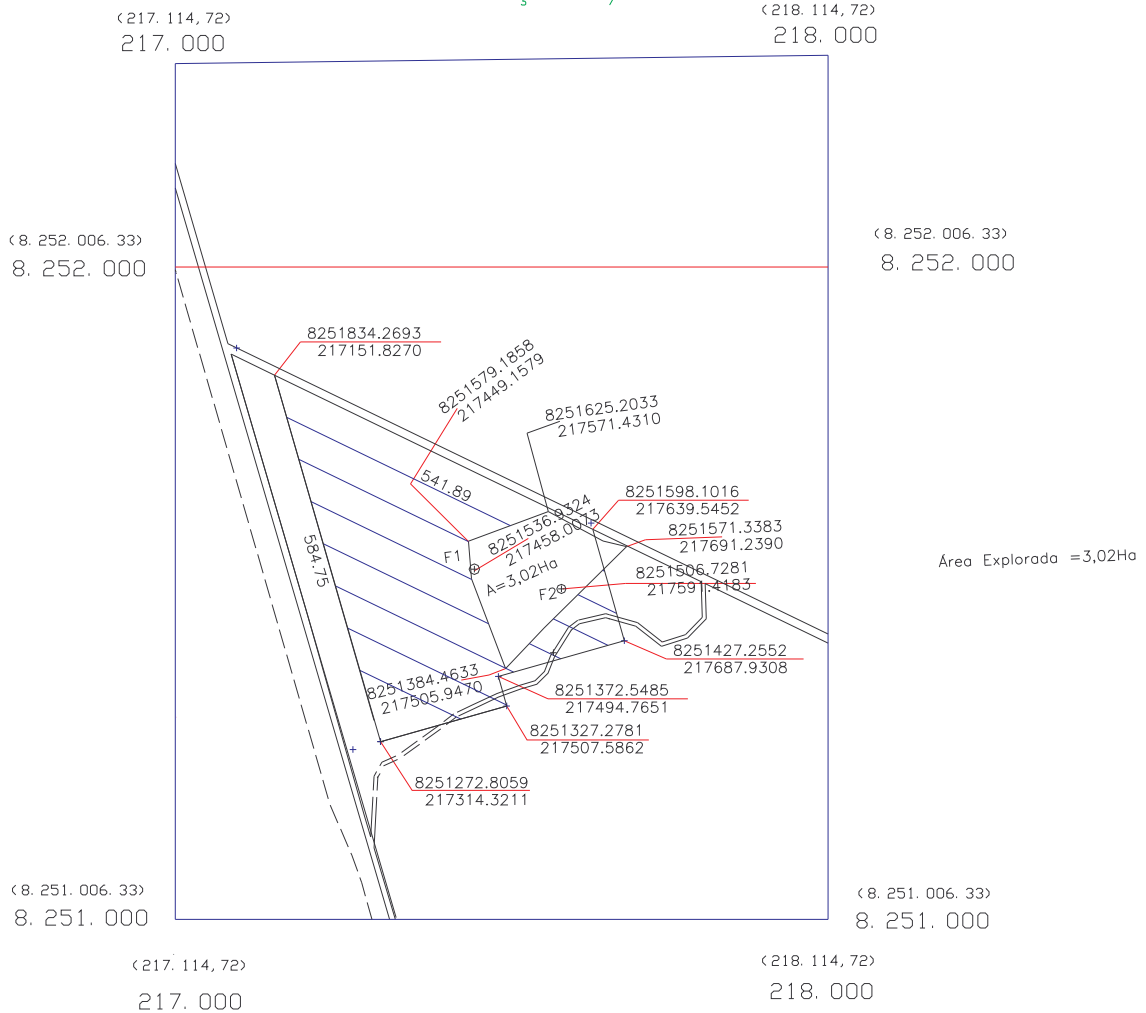 3 7
(217. 114, 72)
217. 000
(218. 114, 72)
218. 000
(8. 252. 006. 33)
8. 252. 000
(8. 252. 006. 33)
8. 252. 000
8251834.2693
217151.8270
8251579.1858
217449.1579
8251625.2033
217571.4310
541.89
8251598.1016
217639.5452
8251536.9324
217458.0073
8251571.3383
217691.2390
F1
584.75
A=3,02Ha
F2
8251506.7281
217591.4183
Área Explorada =3,02Ha
8251427.2552
217687.9308
8251384.4633
217505.9470
8251372.5485
217494.7651
8251327.2781
217507.5862
8251272.8059
217314.3211
(8. 251. 006. 33)
8. 251. 000
(8. 251. 006. 33)
8. 251. 000
(217. 114, 72)
217. 000
(218. 114, 72)
218. 000